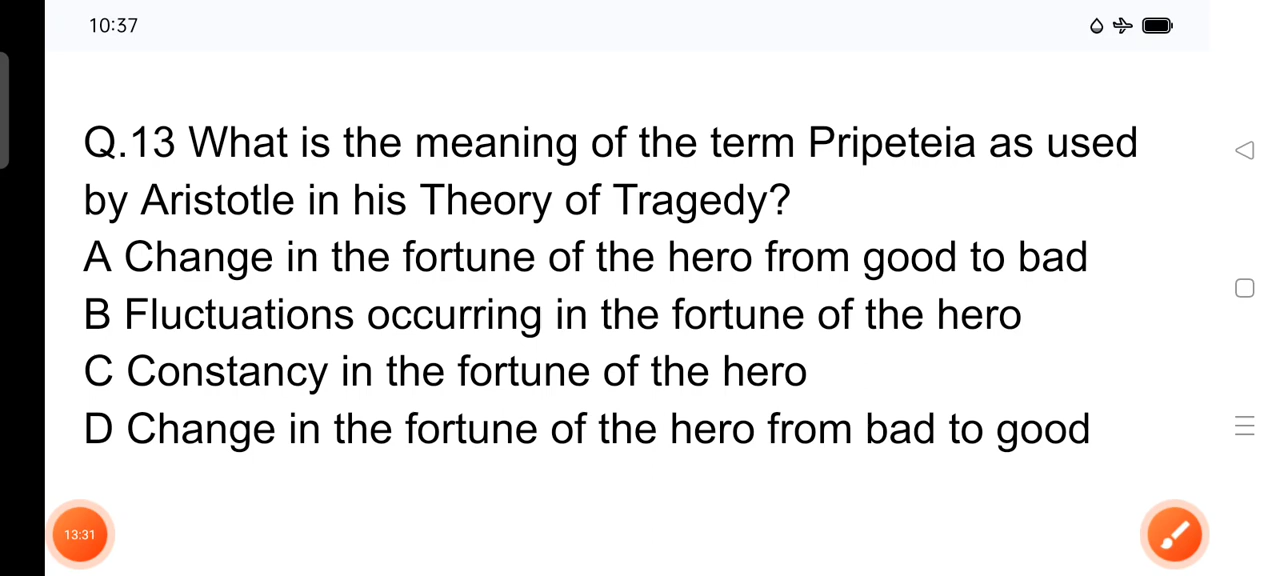 10:37
Q.13 What is the meaning of the term Pripeteia as used
by Aristotle in his Theory of Tragedy?
A Change in the fortune of the hero from good to bad
B Fluctuations occurring in the fortune of the hero
C Constancy in the fortune of the hero
D Change in the fortune of the hero from bad to good
13:31